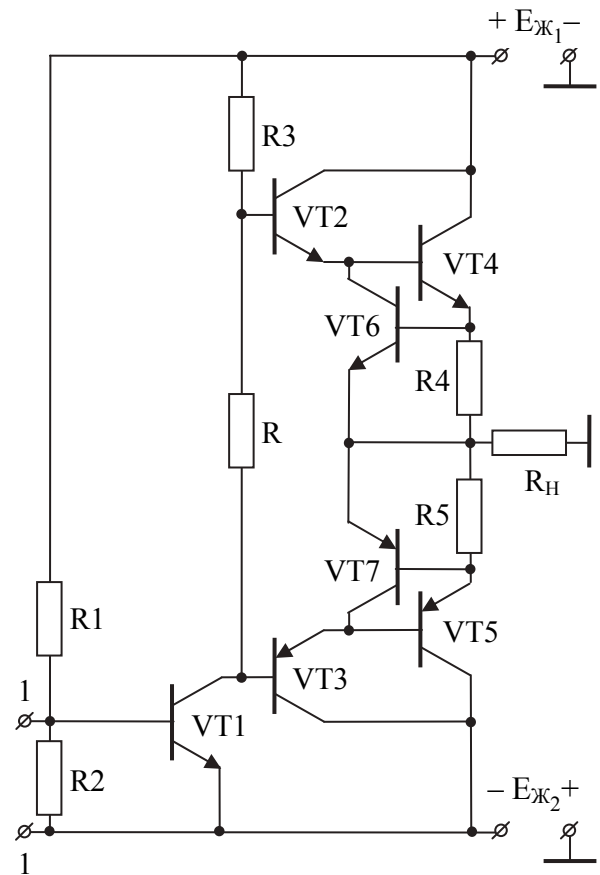 + Eж₁ –
R3
VT2
VT4
VT6
R4
R
Rн
R5
VT7
R1
VT5
VT3
1
VT1
R2
– Eж₂ +
1